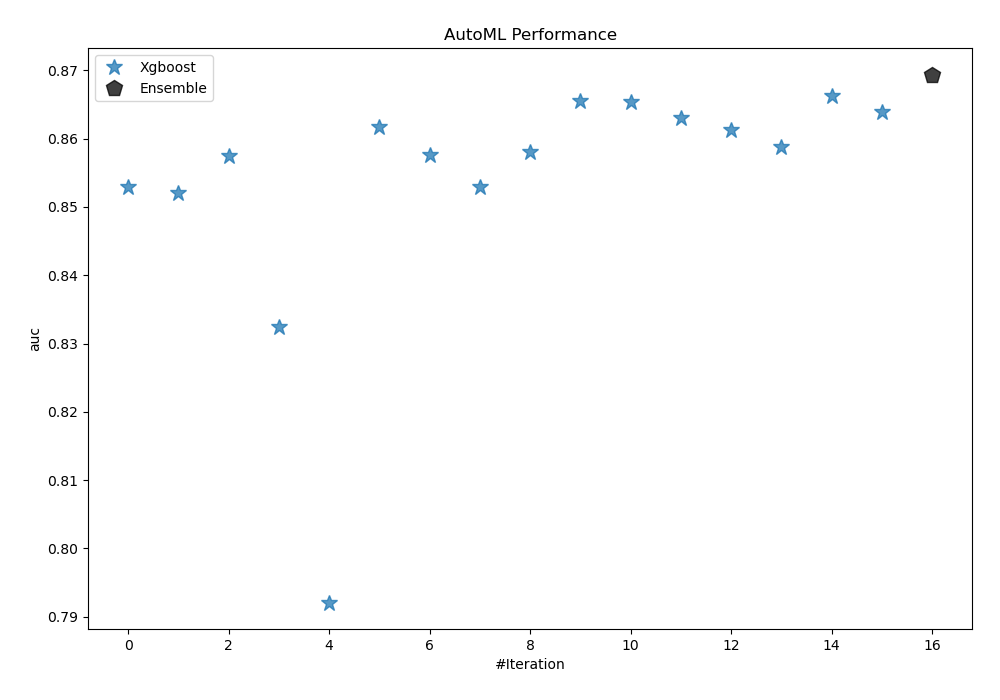 AutoML Performance
Xgboost
Ensemble
0.87
0.86
0.85
0.84
0.83
0.82
0.81
0.80
0.79
auc
0 2 4 6 8 10 12 14 16
#Iteration